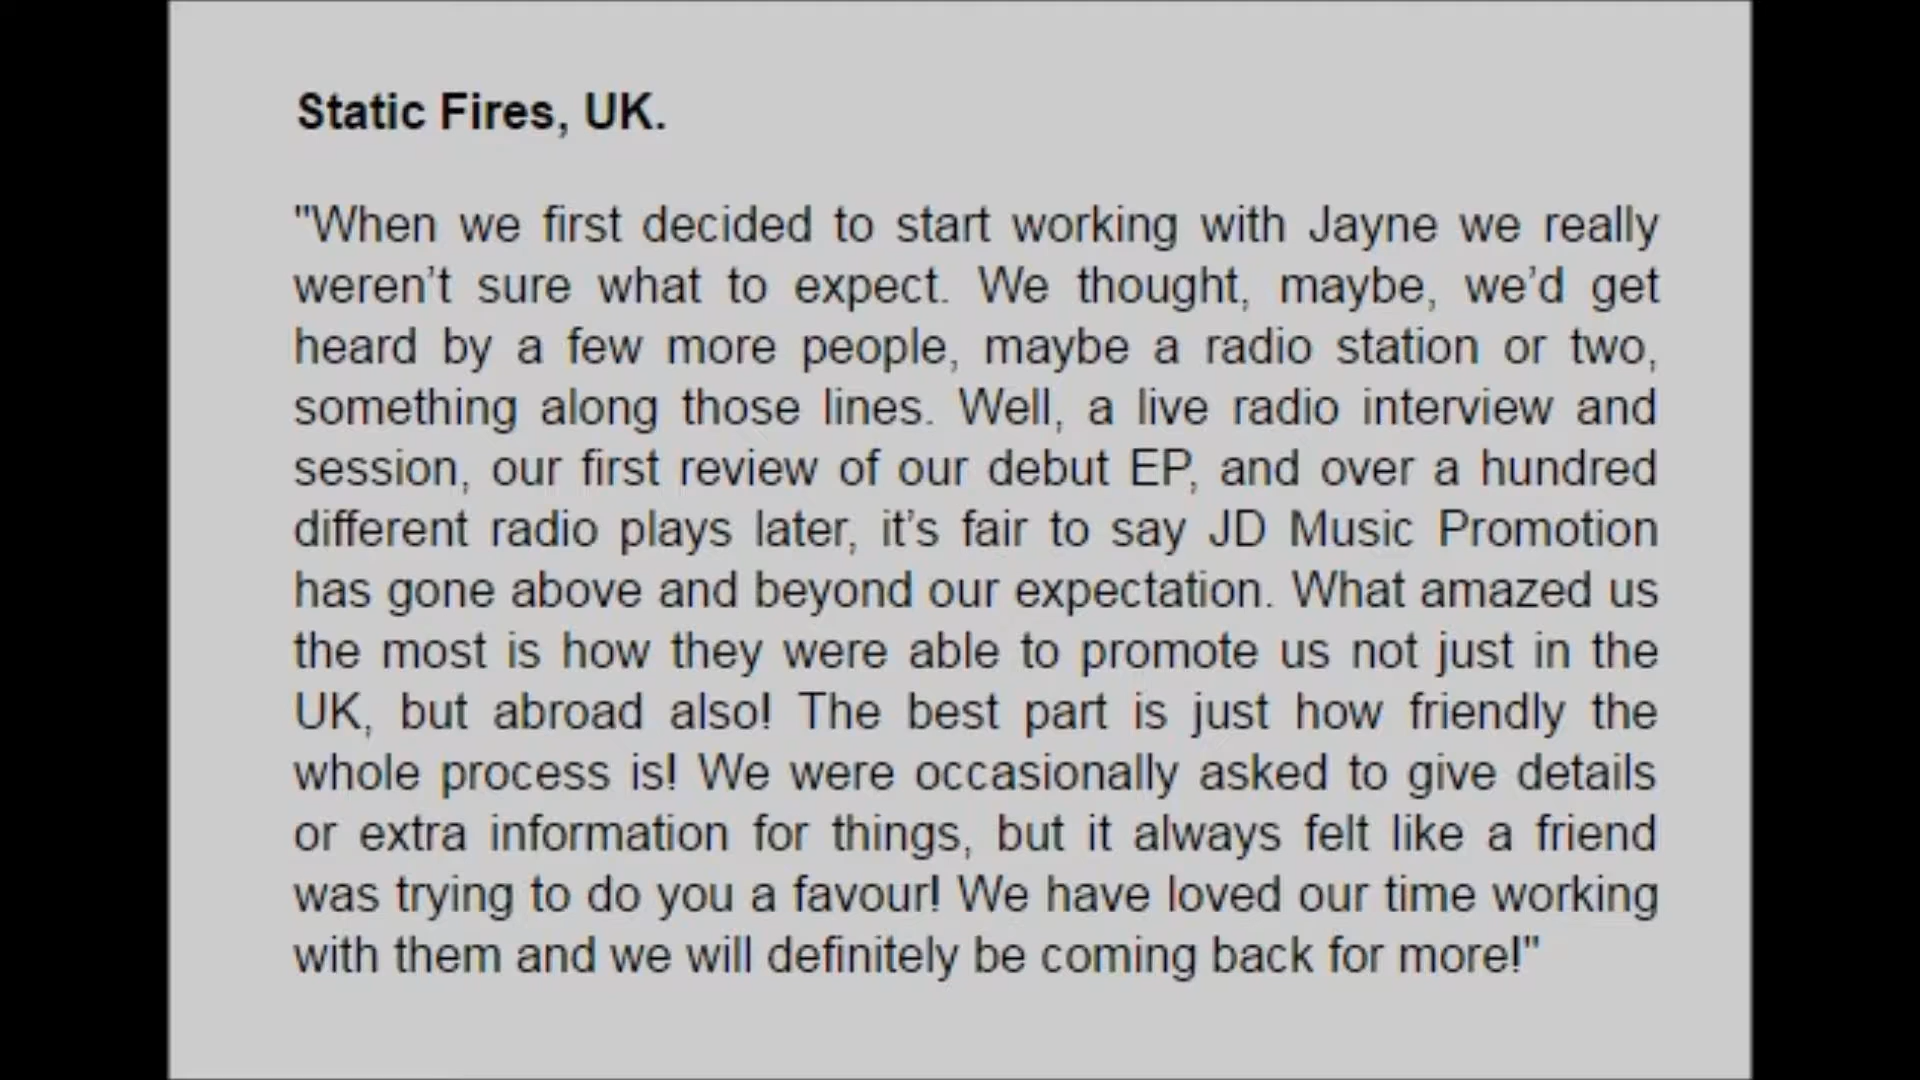 Static Fires, UK.
"When we first decided to start working with Jayne we really
weren’t sure what to expect. We thought, maybe, we’d get
heard by a few more people, maybe a radio station or two,
something along those lines. Well, a live radio interview and
session, our first review of our debut EP, and over a hundred
different radio plays later, it’s fair to say JD Music Promotion
has gone above and beyond our expectation. What amazed us
the most is how they were able to promote us not just in the
UK, but abroad also! The best part is just how friendly the
whole process is! We were occasionally asked to give details
or extra information for things, but it always felt like a friend
was trying to do you a favour! We have loved our time working
with them and we will definitely be coming back for more!"